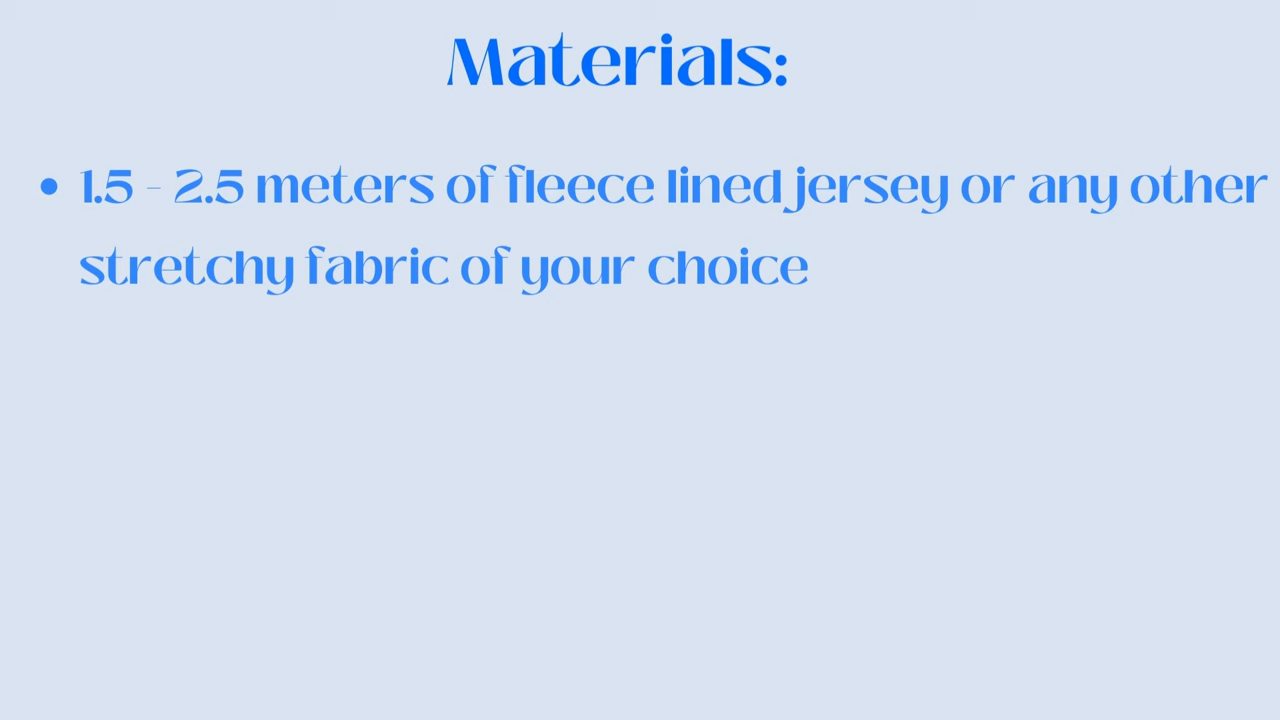 Materials:
• 1.5 - 2.5 meters of fleece lined jersey or any other
stretchy fabric of your choice